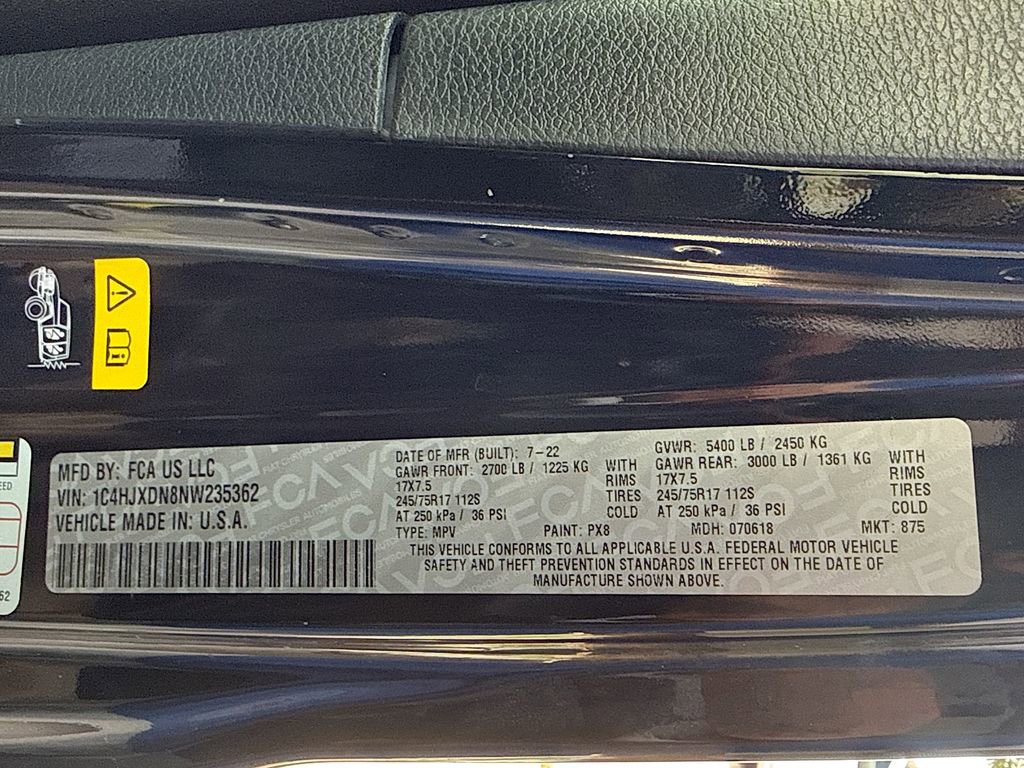 MFD BY: FCA US LLC
VIN: 1C4HJXDN8NW235362
VEHICLE MADE IN: U.S.A.
DATE OF MFR (BUILT): 7-22
GAWR FRONT: 2700 LB / 1225 KG WITH
17X7.5 RIMS
245/75R17 112S TIRES
AT 250 kPa / 36 PSI COLD
GVWR: 5400 LB / 2450 KG
GAWR REAR: 3000 LB / 1361 KG WITH
17X7.5 RIMS
245/75R17 112S TIRES
AT 250 kPa / 36 PSI COLD
TYPE: MPV PAINT: PX8 MDH: 070618 MKT: 875
THIS VEHICLE CONFORMS TO ALL APPLICABLE U.S.A. FEDERAL MOTOR VEHICLE
SAFETY AND THEFT PREVENTION STANDARDS IN EFFECT ON THE DATE OF
MANUFACTURE SHOWN ABOVE.